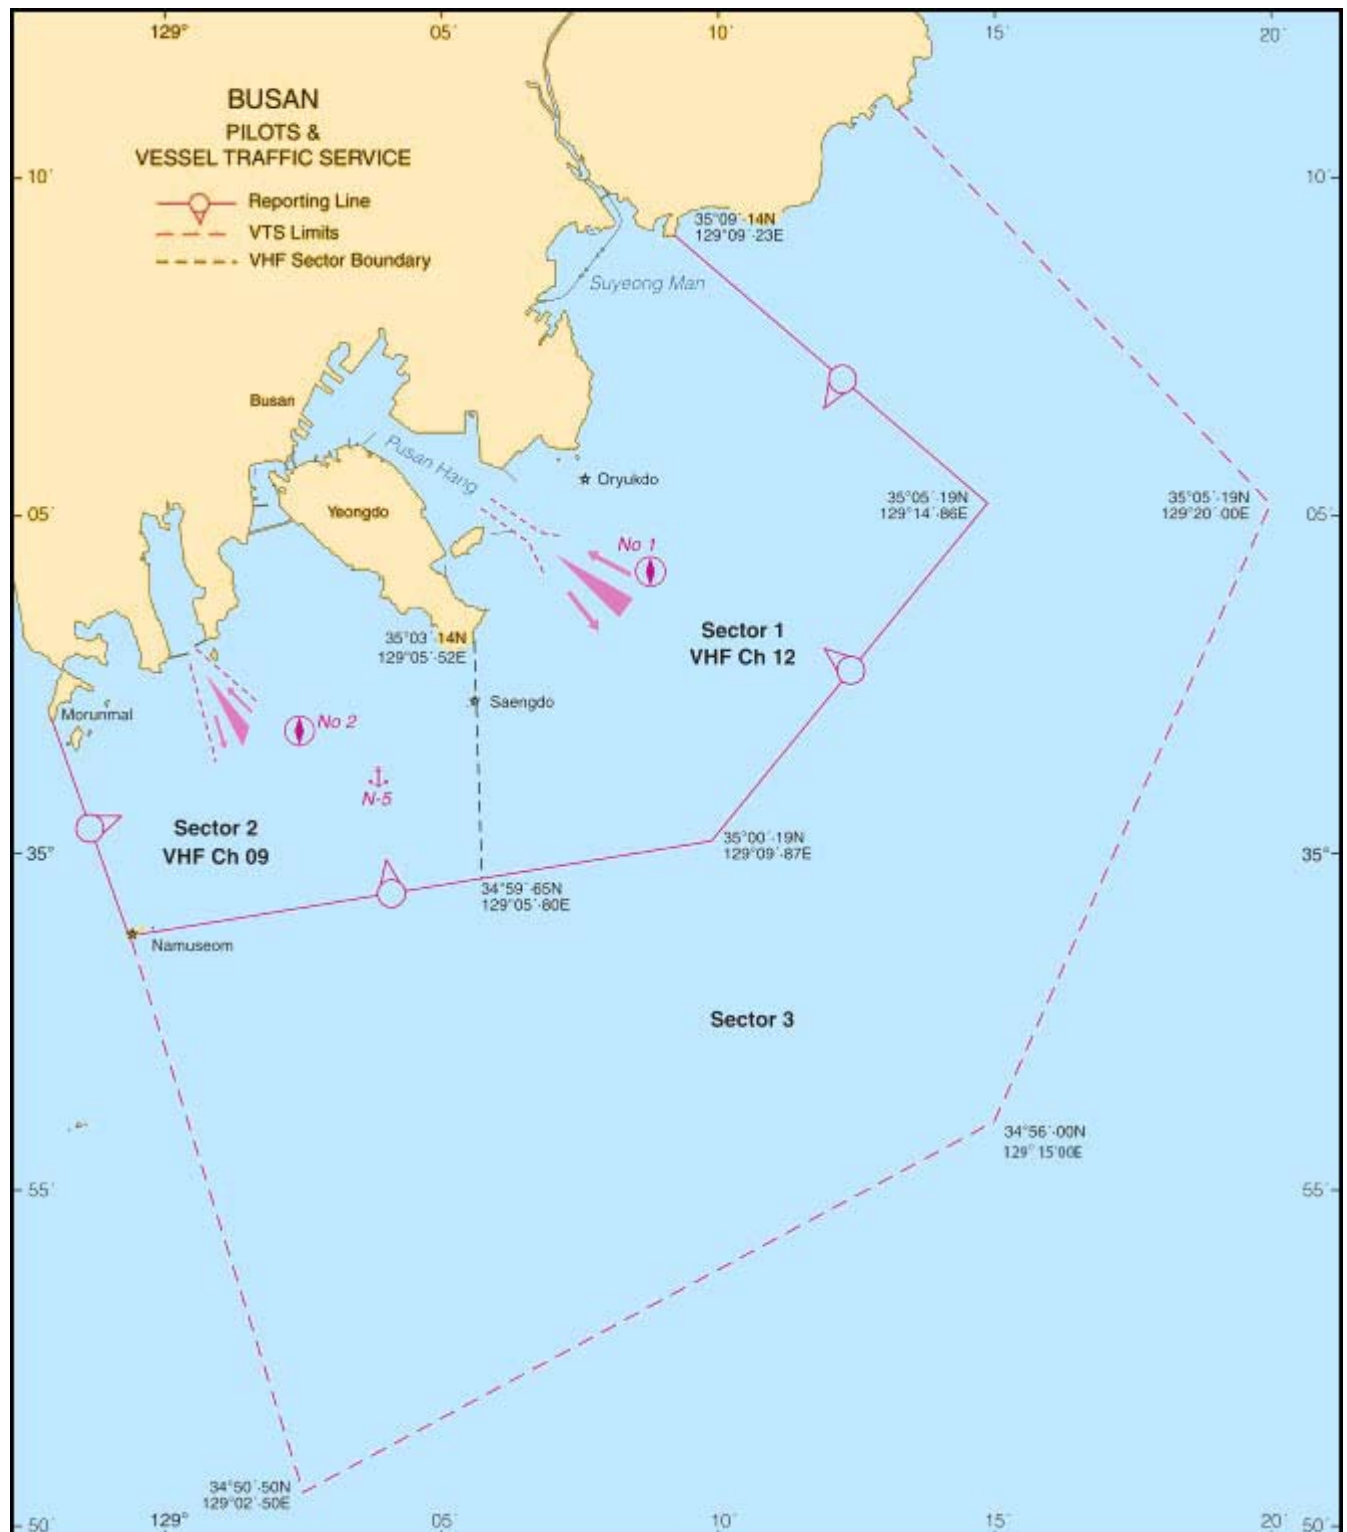 129°
05´
10´
15´
20´
BUSAN
PILOTS &
VESSEL TRAFFIC SERVICE
10´
10´
Reporting Line
VTS Limits
VHF Sector Boundary
35°09´·14N
129°09´·23E
Suyeong Man
Busan
Pusan Hang
Oryukdo
35°05´·19N
129°14´·86E
35°05´·19N
129°20´·00E
05´
05´
Yeongdo
No 1
Sector 1
VHF Ch 12
35°03´·14N
129°05´·52E
Saengdo
Morunmal
No 2
N-5
Sector 2
VHF Ch 09
35°00´·19N
129°09´·87E
35°
35°
34°59´·65N
129°05´·80E
Namuseom
Sector 3
34°56´·00N
129°15'00E
55´
55´
34°50´·50N
129°02´·50E
50´
129°
05´
10´
15´
20´
50´